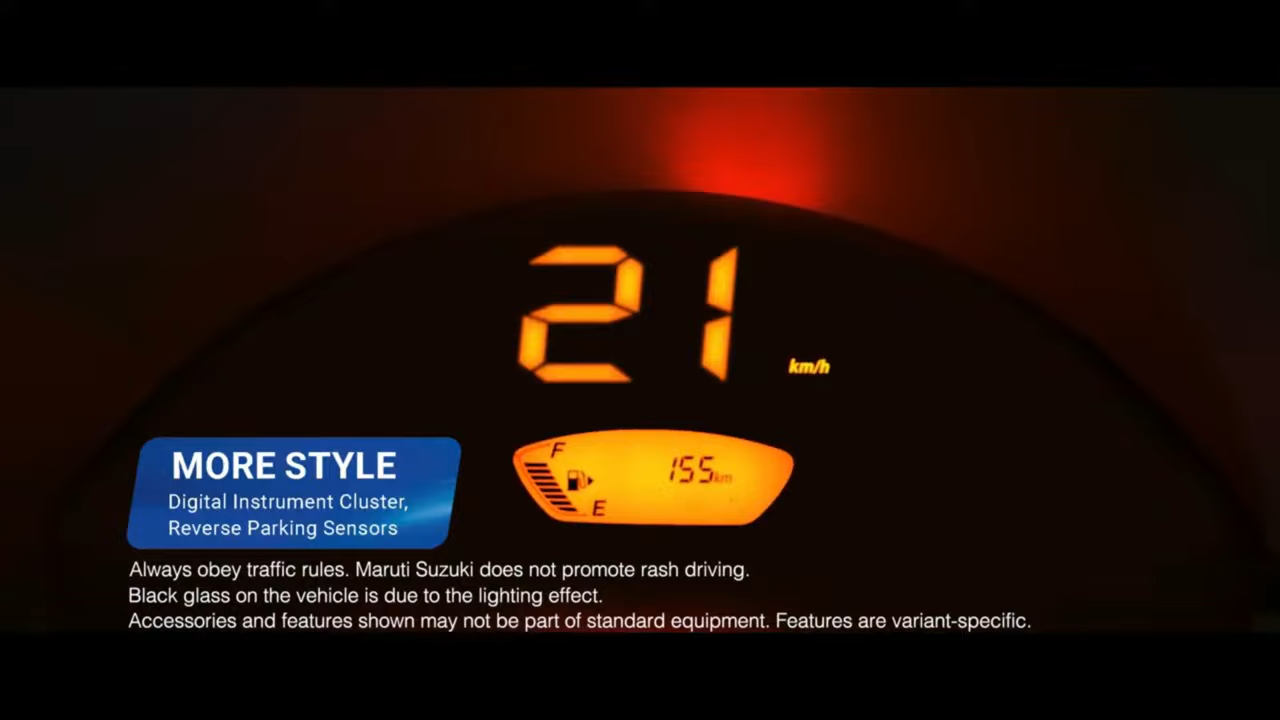 21
km/h
F
155 km
E
MORE STYLE
Digital Instrument Cluster,
Reverse Parking Sensors
Always obey traffic rules. Maruti Suzuki does not promote rash driving.
Black glass on the vehicle is due to the lighting effect.
Accessories and features shown may not be part of standard equipment. Features are variant-specific.